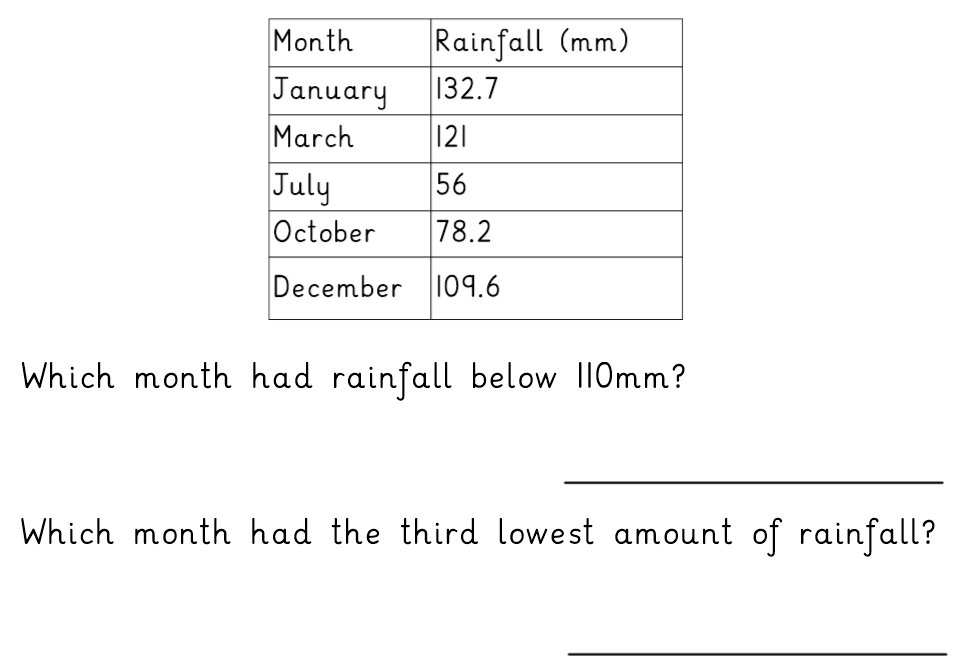 Month Rainfall (mm)
January 132.7
March 121
July 56
October 78.2
December 109.6
Which month had rainfall below 110mm?
Which month had the third lowest amount of rainfall?